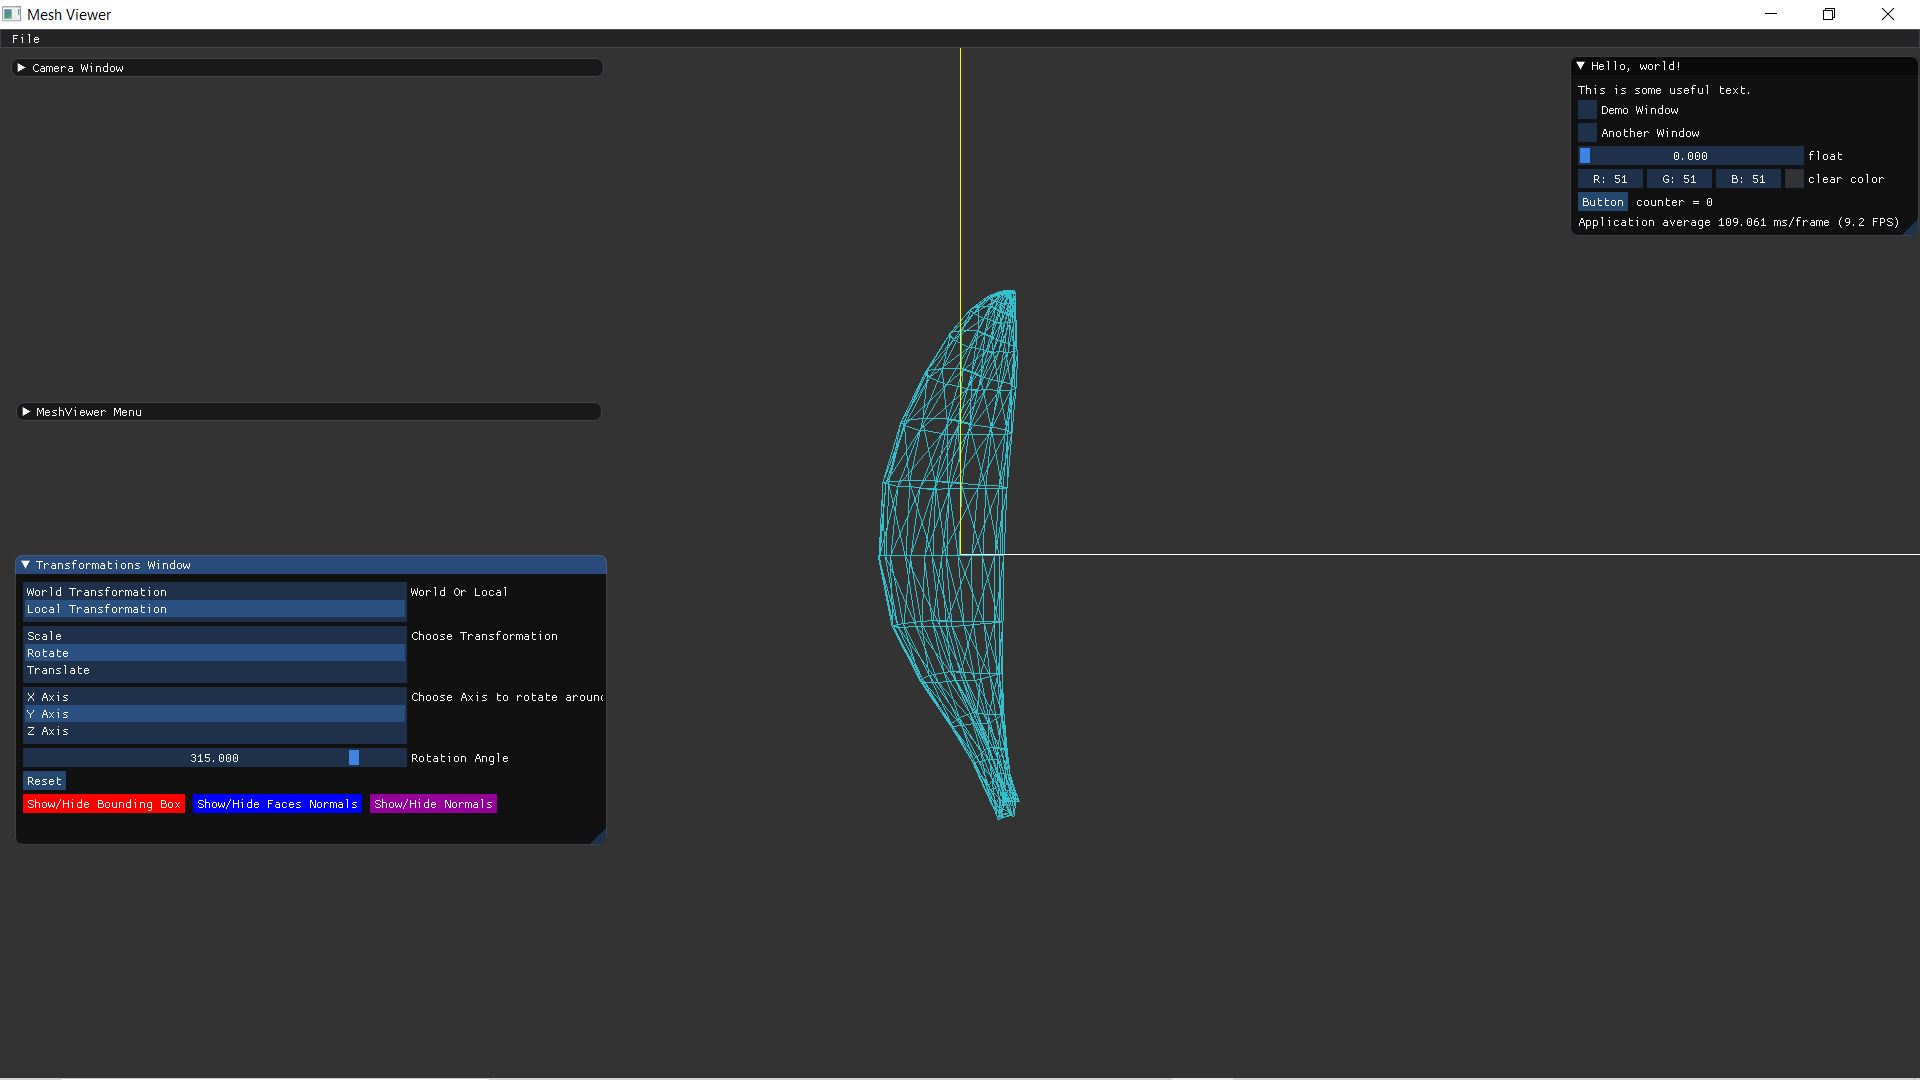 Mesh Viewer
File
Camera Window
Hello, world!
This is some useful text.
Demo Window
Another Window
0.000 float
R: 51 G: 51 B: 51 clear color
Button counter = 0
Application average 109.061 ms/frame (9.2 FPS)
MeshViewer Menu
Transformations Window
World Transformation World Or Local
Local Transformation
Scale Choose Transformation
Rotate
Translate
X Axis Choose Axis to rotate aroun
Y Axis
Z Axis
315.000 Rotation Angle
Reset
Show/Hide Bounding Box Show/Hide Faces Normals Show/Hide Normals